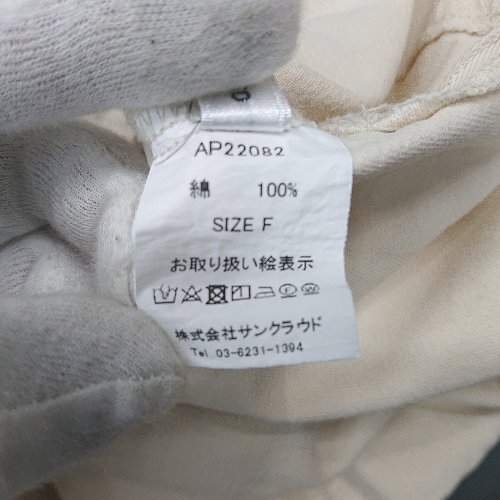 AP22082
綿 100%
SIZE F
お取り扱い絵表示
株式会社サンクラウド
Tel. 03-6231-1394